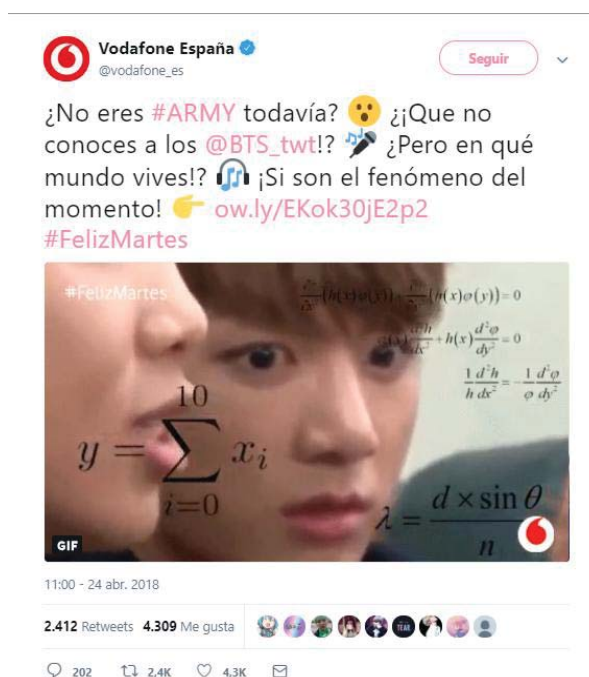 Vodafone España
@vodafone_es
Seguir
¿No eres #ARMY todavía? 😮 ¿¡Que no
conoces a los @BTS_twt!? 🎤 ¿Pero en qué
mundo vives!? 🎧 ¡Si son el fenómeno del
momento! 👉 ow.ly/EKok30jE2p2
#FelizMartes
#FelizMartes
{h(x)φ(y)}=0
+h(x) d²φ/dy² =0
1/h d²h/dx² = -1/φ d²φ/dy²
y = ∑_{i=0}^{10} x_i
λ = d × sin θ / n
GIF
11:00 - 24 abr. 2018
2.412 Retweets 4.309 Me gusta
TEAR
202 2.4K 4.3K